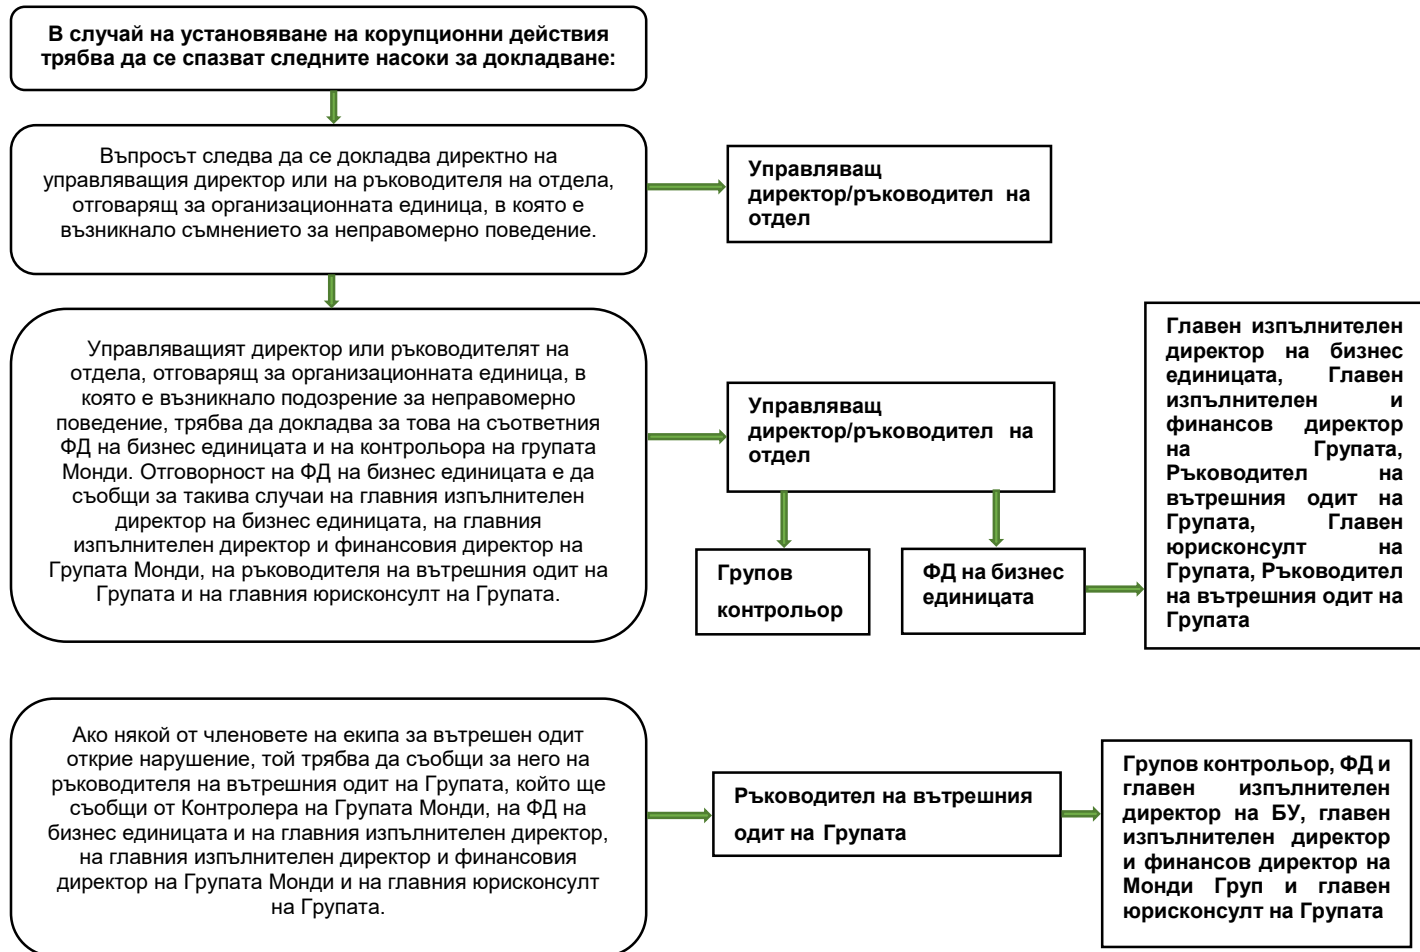 В случай на установяване на корупционни действия
трябва да се спазват следните насоки за докладване:
Въпросът следва да се докладва директно на
управляващия директор или на ръководителя на отдела,
отговарящ за организационната единица, в която е
възникнало съмнението за неправомерно поведение.
Управляващ
директор/ръководител на
отдел
Управляващият директор или ръководителят на
отдела, отговарящ за организационната единица, в
която е възникнало подозрение за неправомерно
поведение, трябва да докладва за това на съответния
ФД на бизнес единицата и на контрольора на групата
Монди. Отговорност на ФД на бизнес единицата е да
съобщи за такива случаи на главния изпълнителен
директор на бизнес единицата, на главния
изпълнителен директор и финансовия директор на
Групата Монди, на ръководителя на вътрешния одит на
Групата и на главния юрисконсулт на Групата.
Управляващ
директор/ръководител на
отдел
Групов
контрольор
ФД на бизнес
единицата
Главен изпълнителен
директор на бизнес
единицата, Главен
изпълнителен и
финансов директор
на Групата,
Ръководител на
вътрешния одит на
Групата, Главен
юрисконсулт на
Групата, Ръководител
на вътрешния одит на
Групата
Ако някой от членовете на екипа за вътрешен одит
открие нарушение, той трябва да съобщи за него на
ръководителя на вътрешния одит на Групата, който ще
съобщи от Контролера на Групата Монди, на ФД на
бизнес единицата и на главния изпълнителен директор,
на главния изпълнителен директор и финансовия
директор на Групата Монди и на главния юрисконсулт
на Групата.
Ръководител на вътрешния
одит на Групата
Групов контрольор, ФД и
главен изпълнителен
директор на БУ, главен
изпълнителен директор
и финансов директор на
Монди Груп и главен
юрисконсулт на Групата